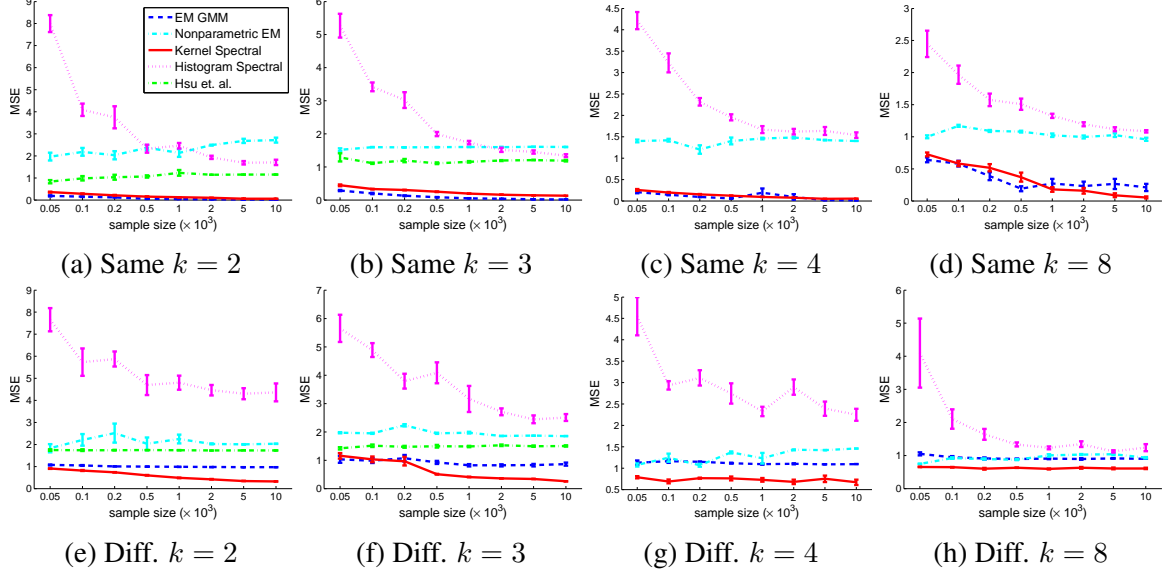 9
8
7
6
5
4
3
2
1
0
MSE
0.05 0.1 0.2 0.5 1 2 5 10
sample size (× 10³)
EM GMM
Nonparametric EM
Kernel Spectral
Histogram Spectral
Hsu et. al.
(a) Same k = 2
6
5
4
3
2
1
0
MSE
0.05 0.1 0.2 0.5 1 2 5 10
sample size (× 10³)
(b) Same k = 3
4.5
4
3.5
3
2.5
2
1.5
1
0.5
0
MSE
0.05 0.1 0.2 0.5 1 2 5 10
sample size (× 10³)
(c) Same k = 4
3
2.5
2
1.5
1
0.5
0
MSE
0.05 0.1 0.2 0.5 1 2 5 10
sample size (× 10³)
(d) Same k = 8
9
8
7
6
5
4
3
2
1
0
MSE
0.05 0.1 0.2 0.5 1 2 5 10
sample size (× 10³)
(e) Diff. k = 2
7
6
5
4
3
2
1
0
MSE
0.05 0.1 0.2 0.5 1 2 5 10
sample size (× 10³)
(f) Diff. k = 3
5
4.5
4
3.5
3
2.5
2
1.5
1
0.5
MSE
0.05 0.1 0.2 0.5 1 2 5 10
sample size (× 10³)
(g) Diff. k = 4
6
5
4
3
2
1
0
MSE
0.05 0.1 0.2 0.5 1 2 5 10
sample size (× 10³)
(h) Diff. k = 8